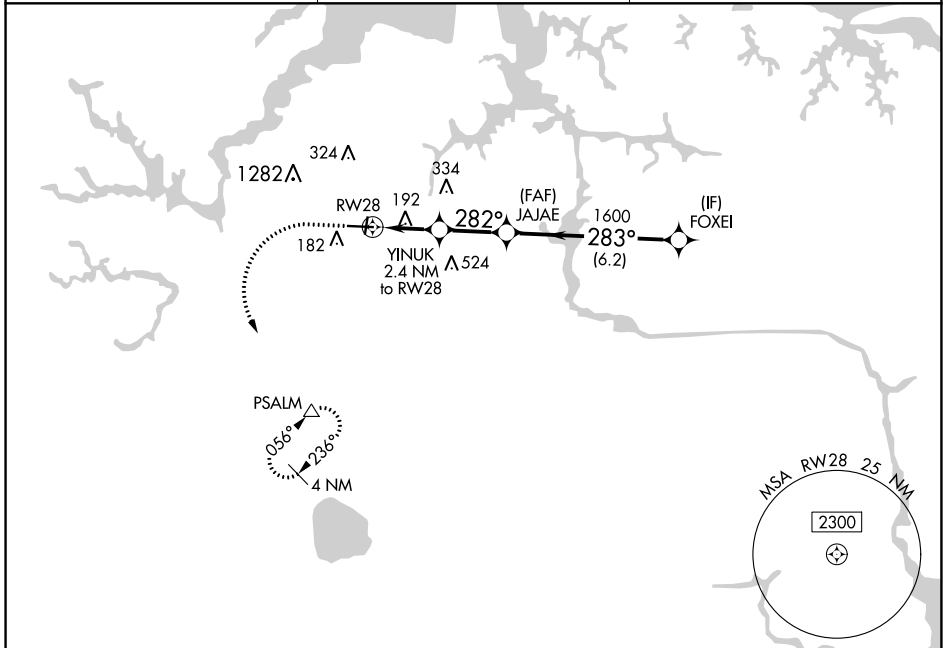 324
1282
334
RW28
192
(FAF)
JAJAE
(IF)
FOXEI
282°
1600
283°
(6.2)
182
YINUK
2.4 NM
to RW28
524
PSALM
056°
236°
4 NM
MSA RW28 25 NM
2300